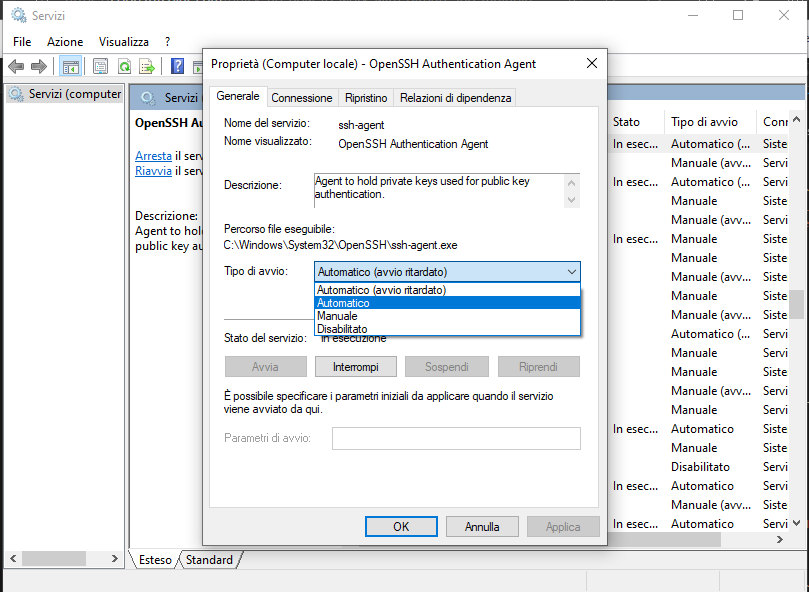 Servizi
File Azione Visualizza ?
Servizi (computer
Servizi
OpenSSH Au
Arresta il serv
Riavvia il serv
Descrizione:
Agent to hold
public key au
Proprietà (Computer locale) - OpenSSH Authentication Agent
Generale Connessione Ripristino Relazioni di dipendenza
Nome del servizio: ssh-agent
Nome visualizzato: OpenSSH Authentication Agent
Descrizione: Agent to hold private keys used for public key
authentication.
Percorso file eseguibile:
C:\Windows\System32\OpenSSH\ssh-agent.exe
Tipo di avvio: Automatico (avvio ritardato)
Automatico (avvio ritardato)
Automatico
Manuale
Disabilitato
Stato del servizio: In esecuzione
Avvia Interrompi Sospendi Riprendi
È possibile specificare i parametri iniziali da applicare quando il servizio
viene avviato da qui.
Parametri di avvio:
OK Annulla Applica
Stato Tipo di avvio Conn
In esec... Automatico (... Siste
Manuale (avv... Servi
In esec... Automatico (... Siste
Manuale Siste
Manuale (avv... Servi
In esec... Manuale Siste
Manuale Siste
Manuale (avv... Siste
Manuale Servi
Manuale (avv... Siste
Automatico (... Servi
Manuale Servi
Manuale Siste
Manuale (avv... Servi
Manuale Servi
In esec... Automatico Siste
Manuale Siste
Disabilitato Servi
In esec... Automatico Servi
Manuale (avv... Siste
In esec... Automatico Servi
Esteso Standard